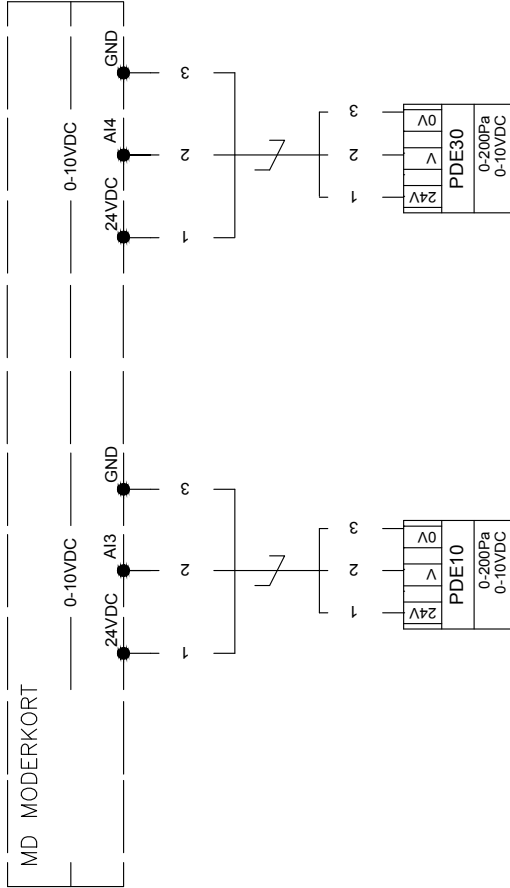 MD MODERKORT
0-10VDC
0-10VDC
24VDC
AI3
GND
24VDC
AI4
GND
1
2
3
1
2
3
1
2
3
1
2
3
24V
V
0V
24V
V
0V
PDE10
PDE30
0-200Pa
0-10VDC
0-200Pa
0-10VDC